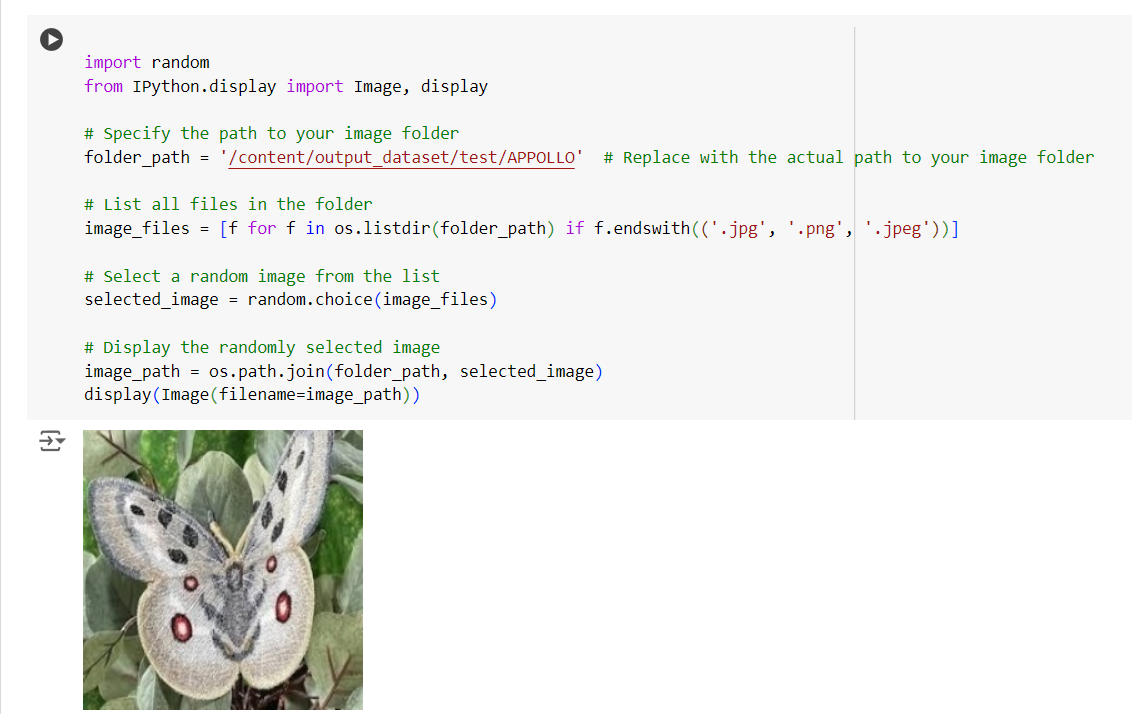 import random
from IPython.display import Image, display
# Specify the path to your image folder
folder_path = '/content/output_dataset/test/APPOLLO'  # Replace with the actual path to your image folder
# List all files in the folder
image_files = [f for f in os.listdir(folder_path) if f.endswith(('.jpg', '.png', '.jpeg'))]
# Select a random image from the list
selected_image = random.choice(image_files)
# Display the randomly selected image
image_path = os.path.join(folder_path, selected_image)
display(Image(filename=image_path))